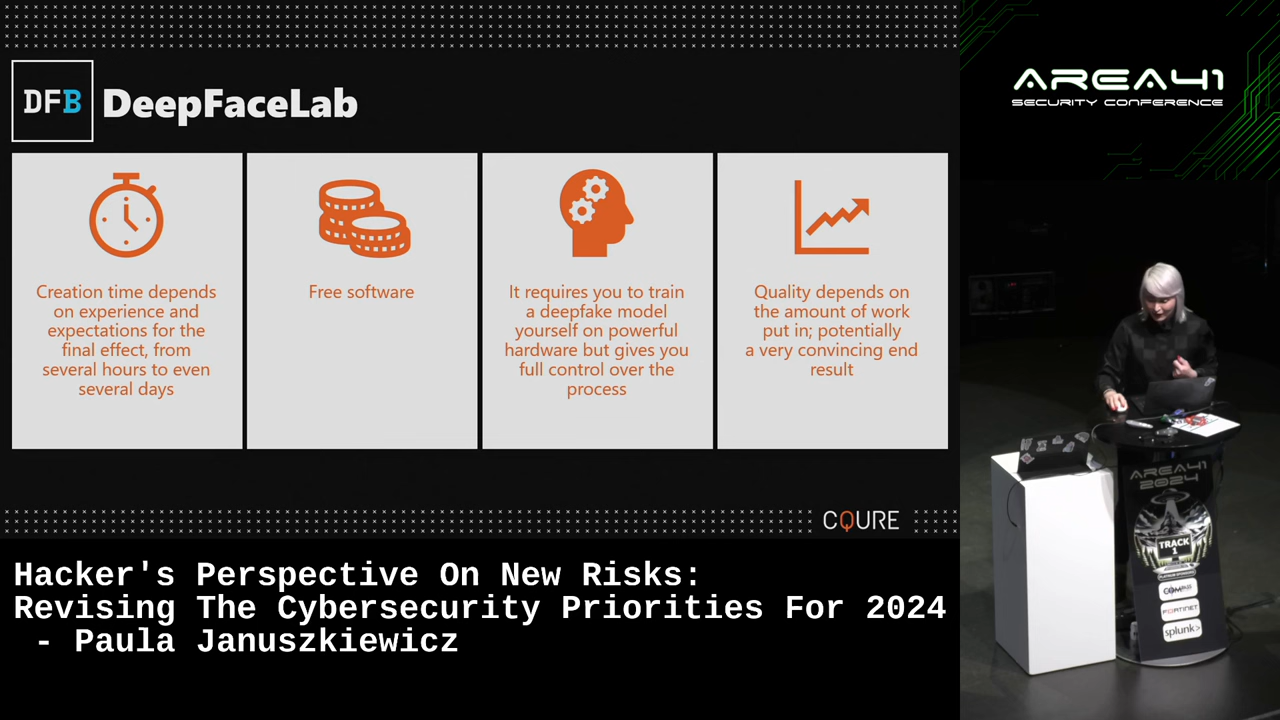 DFB DeepFaceLab
Creation time depends
on experience and
expectations for the
final effect, from
several hours to even
several days
Free software
It requires you to train
a deepfake model
yourself on powerful
hardware but gives you
full control over the
process
Quality depends on
the amount of work
put in; potentially
a very convincing end
result
CQURE
Hacker's Perspective On New Risks:
Revising The Cybersecurity Priorities For 2024
- Paula Januszkiewicz
AREA41
SECURITY CONFERENCE
AREA41
2024
TRACK
1
PLATINUM SPONSORS
COMPASS
FORTINET
splunk>